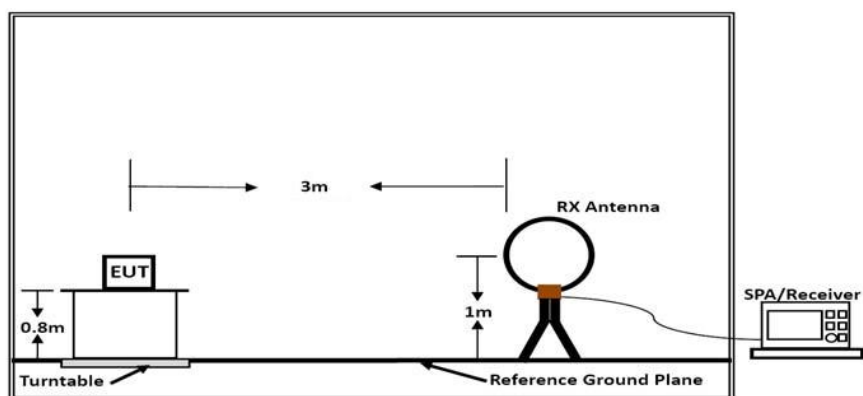 3m
RX Antenna
EUT
SPA/Receiver
0.8m
1m
Turntable
Reference Ground Plane